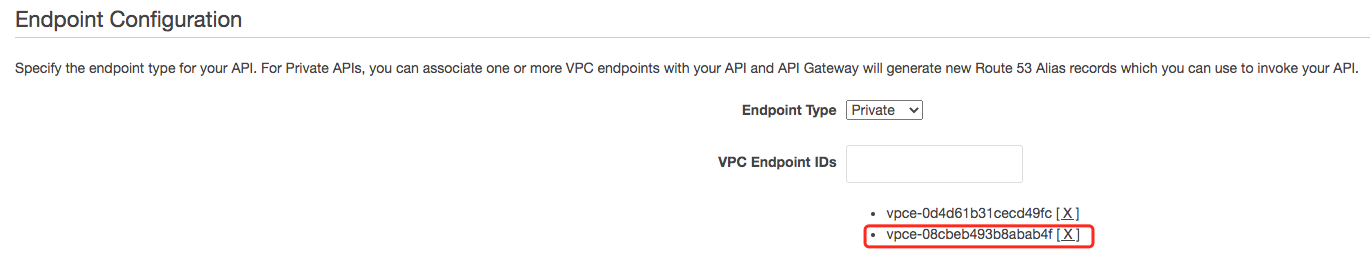 Endpoint Configuration
Specify the endpoint type for your API. For Private APIs, you can associate one or more VPC endpoints with your API and API Gateway will generate new Route 53 Alias records which you can use to invoke your API.
Endpoint Type Private
VPC Endpoint IDs
• vpce-0d4d61b31cecd49fc [ X ]
• vpce-08cbeb493b8abab4f [ X ]